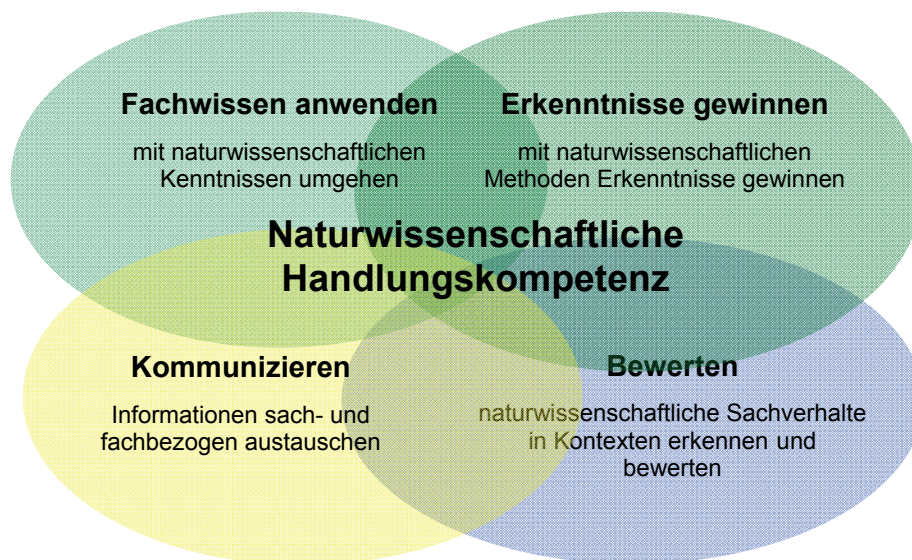 Fachwissen anwenden
mit naturwissenschaftlichen
Kenntnissen umgehen
Erkenntnisse gewinnen
mit naturwissenschaftlichen
Methoden Erkenntnisse gewinnen
Naturwissenschaftliche
Handlungskompetenz
Kommunizieren
Informationen sach- und
fachbezogen austauschen
Bewerten
naturwissenschaftliche Sachverhalte
in Kontexten erkennen und
bewerten